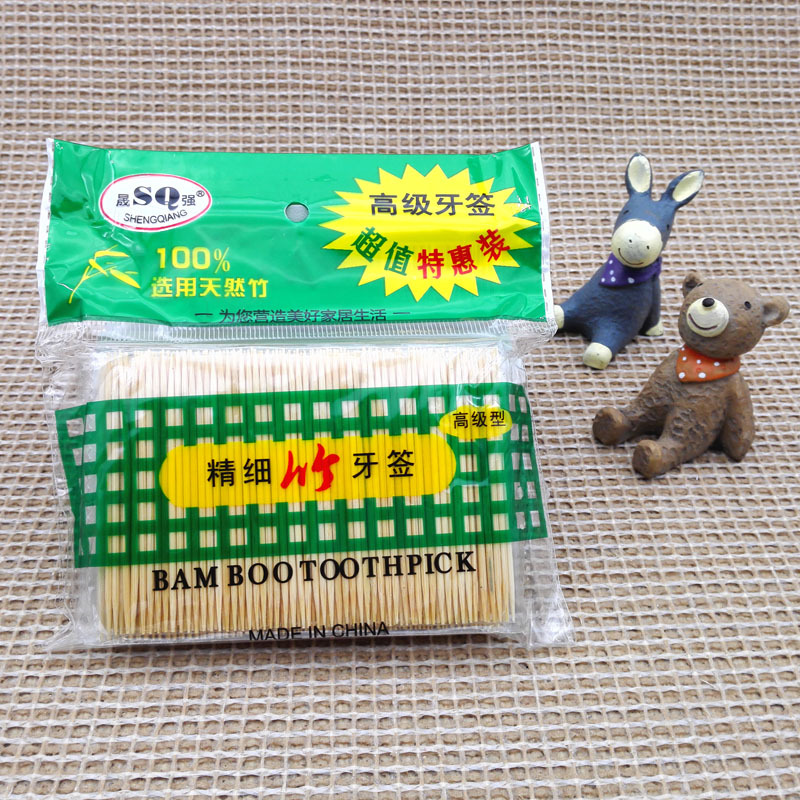 晟SQ强®
SHENGQIANG
100%
选用天然竹
高级牙签
超值特惠装
为您营造美好家居生活
高级型
精细竹牙签
BAM BOO TOOTHPICK
MADE IN CHINA